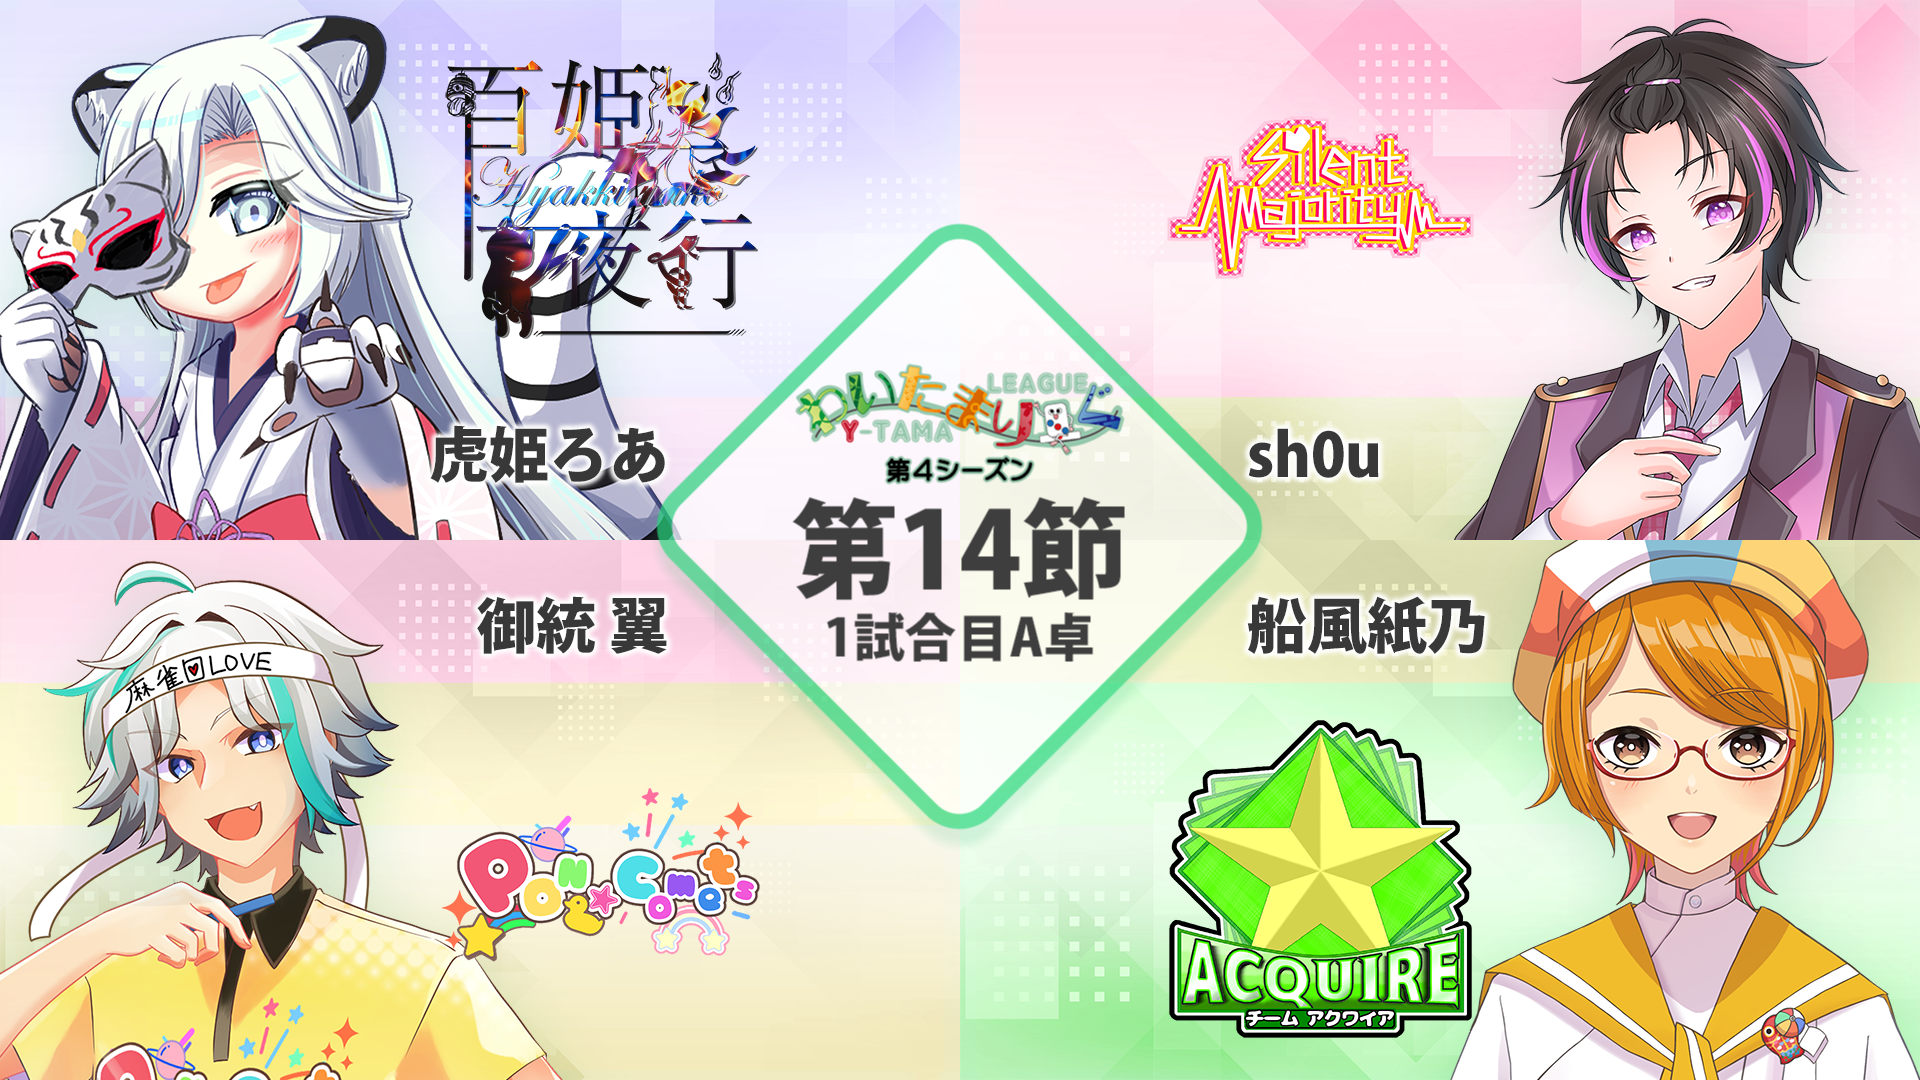 百姫
Hyakkiyako
夜行
虎姫ろあ
Silent
Majority
sh0u
わいたまりーぐ
LEAGUE
Y-TAMA
第4シーズン
第14節
1試合目A卓
御統 翼
麻雀LOVE
PON Comets
船風紙乃
ACQUIRE
チーム アクワイア